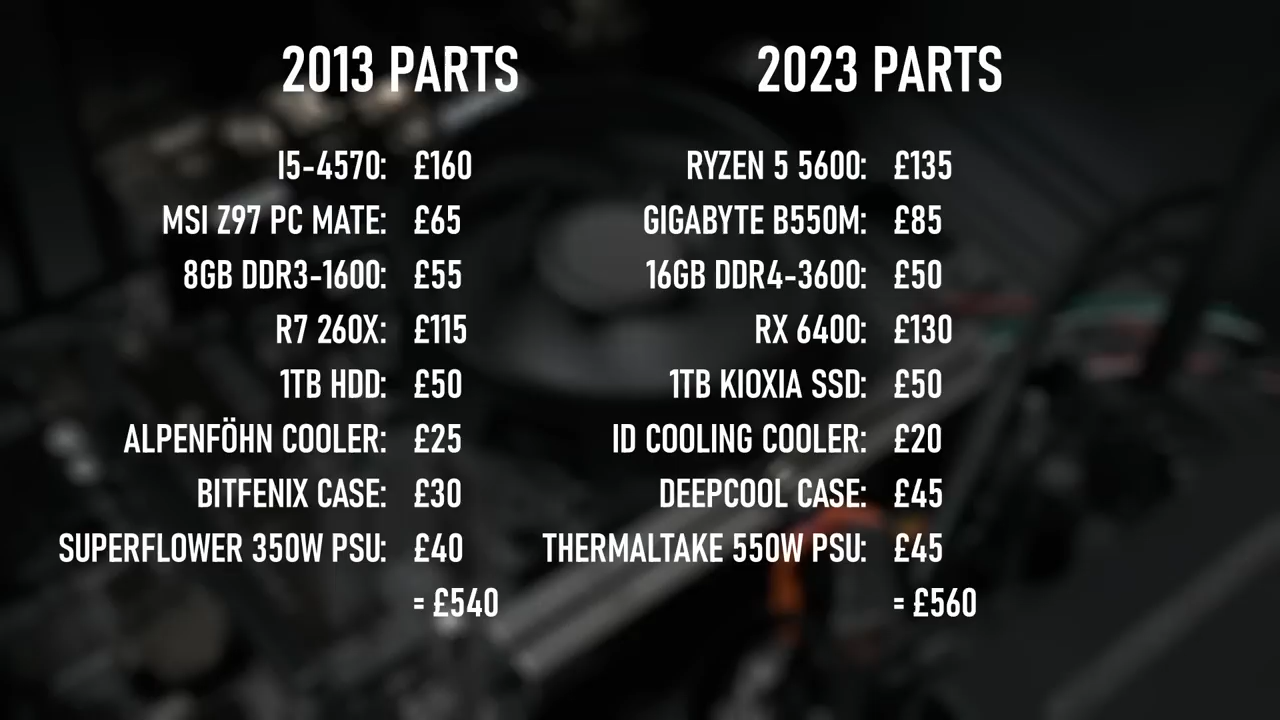 2013 PARTS
I5-4570: £160
MSI Z97 PC MATE: £65
8GB DDR3-1600: £55
R7 260X: £115
1TB HDD: £50
ALPENFÖHN COOLER: £25
BITFENIX CASE: £30
SUPERFLOWER 350W PSU: £40
= £540
2023 PARTS
RYZEN 5 5600: £135
GIGABYTE B550M: £85
16GB DDR4-3600: £50
RX 6400: £130
1TB KIOXIA SSD: £50
ID COOLING COOLER: £20
DEEPCOOL CASE: £45
THERMALTAKE 550W PSU: £45
= £560